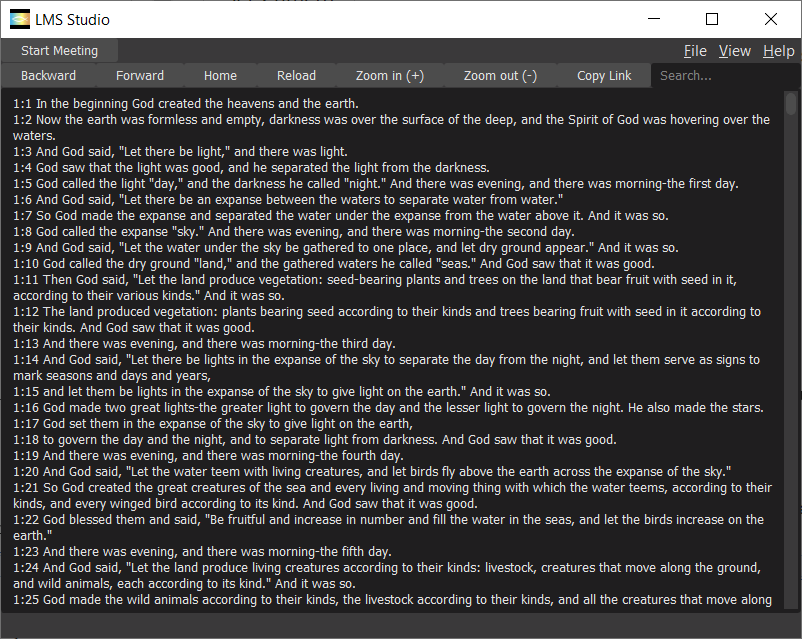 LMS Studio
Start Meeting File View Help
Backward Forward Home Reload Zoom in (+) Zoom out (-) Copy Link Search...
1:1 In the beginning God created the heavens and the earth.
1:2 Now the earth was formless and empty, darkness was over the surface of the deep, and the Spirit of God was hovering over the
waters.
1:3 And God said, "Let there be light," and there was light.
1:4 God saw that the light was good, and he separated the light from the darkness.
1:5 God called the light "day," and the darkness he called "night." And there was evening, and there was morning-the first day.
1:6 And God said, "Let there be an expanse between the waters to separate water from water."
1:7 So God made the expanse and separated the water under the expanse from the water above it. And it was so.
1:8 God called the expanse "sky." And there was evening, and there was morning-the second day.
1:9 And God said, "Let the water under the sky be gathered to one place, and let dry ground appear." And it was so.
1:10 God called the dry ground "land," and the gathered waters he called "seas." And God saw that it was good.
1:11 Then God said, "Let the land produce vegetation: seed-bearing plants and trees on the land that bear fruit with seed in it,
according to their various kinds." And it was so.
1:12 The land produced vegetation: plants bearing seed according to their kinds and trees bearing fruit with seed in it according to
their kinds. And God saw that it was good.
1:13 And there was evening, and there was morning-the third day.
1:14 And God said, "Let there be lights in the expanse of the sky to separate the day from the night, and let them serve as signs to
mark seasons and days and years,
1:15 and let them be lights in the expanse of the sky to give light on the earth." And it was so.
1:16 God made two great lights-the greater light to govern the day and the lesser light to govern the night. He also made the stars.
1:17 God set them in the expanse of the sky to give light on the earth,
1:18 to govern the day and the night, and to separate light from darkness. And God saw that it was good.
1:19 And there was evening, and there was morning-the fourth day.
1:20 And God said, "Let the water teem with living creatures, and let birds fly above the earth across the expanse of the sky."
1:21 So God created the great creatures of the sea and every living and moving thing with which the water teems, according to their
kinds, and every winged bird according to its kind. And God saw that it was good.
1:22 God blessed them and said, "Be fruitful and increase in number and fill the water in the seas, and let the birds increase on the
earth."
1:23 And there was evening, and there was morning-the fifth day.
1:24 And God said, "Let the land produce living creatures according to their kinds: livestock, creatures that move along the ground,
and wild animals, each according to its kind." And it was so.
1:25 God made the wild animals according to their kinds, the livestock according to their kinds, and all the creatures that move along